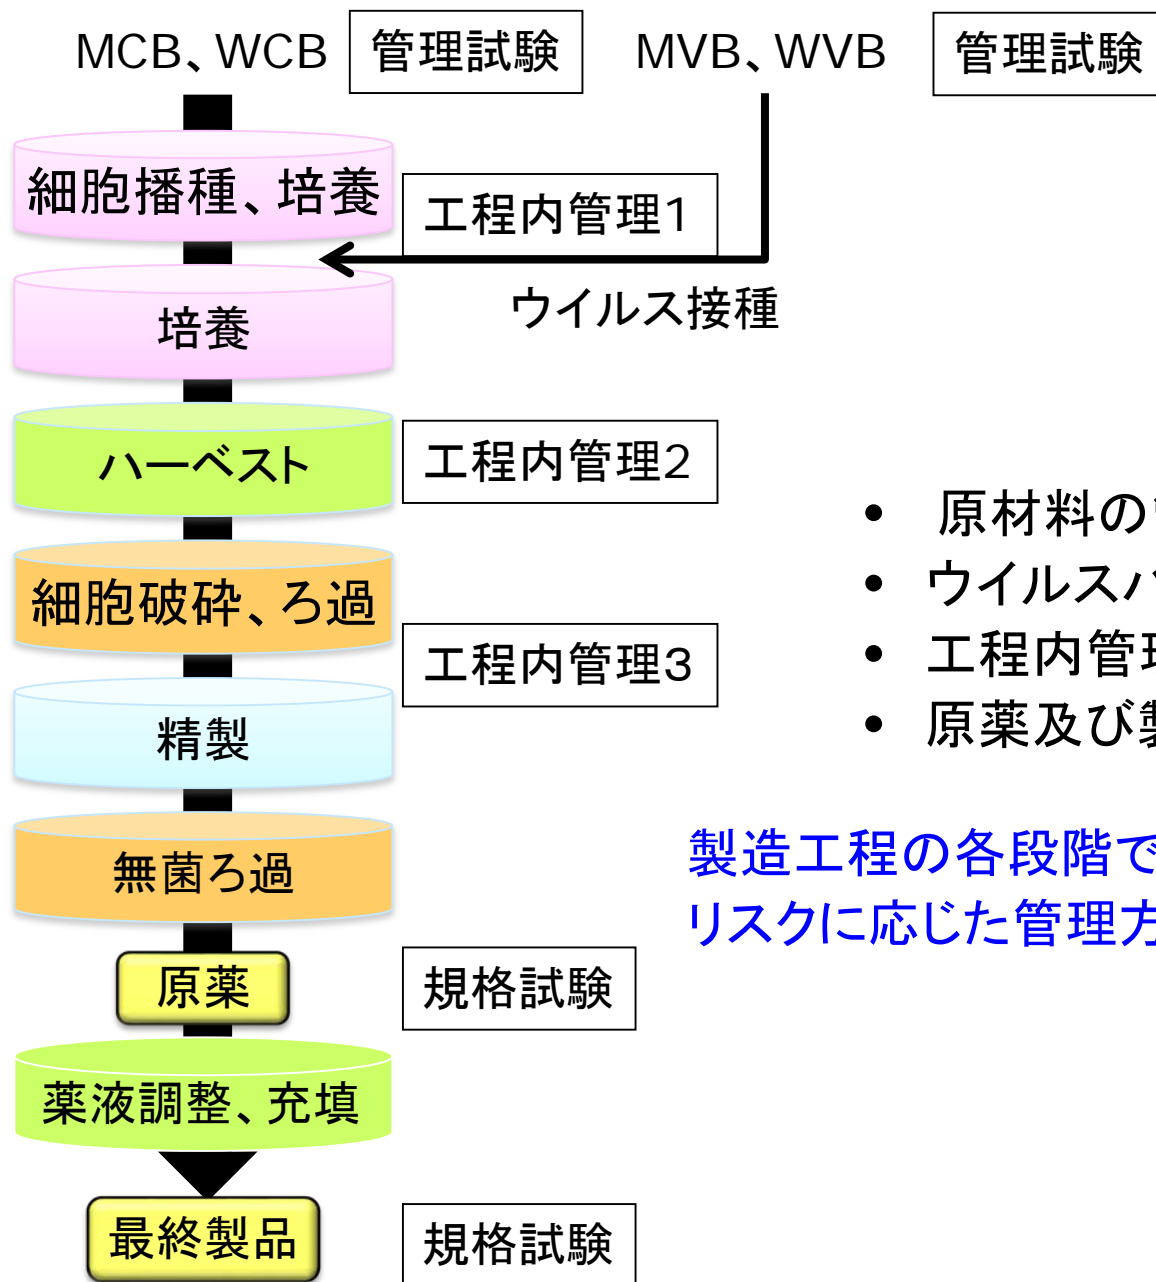 MCB、WCB
管理試験
MVB、WVB
管理試験
細胞播種、培養
工程内管理1
ウイルス接種
培養
ハーベスト
工程内管理2
細胞破砕、ろ過
工程内管理3
精製
無菌ろ過
原薬
規格試験
薬液調整、充填
最終製品
規格試験
• 原材料の
• ウイルスバ
• 工程内管理
• 原薬及び製
製造工程の各段階で
リスクに応じた管理方